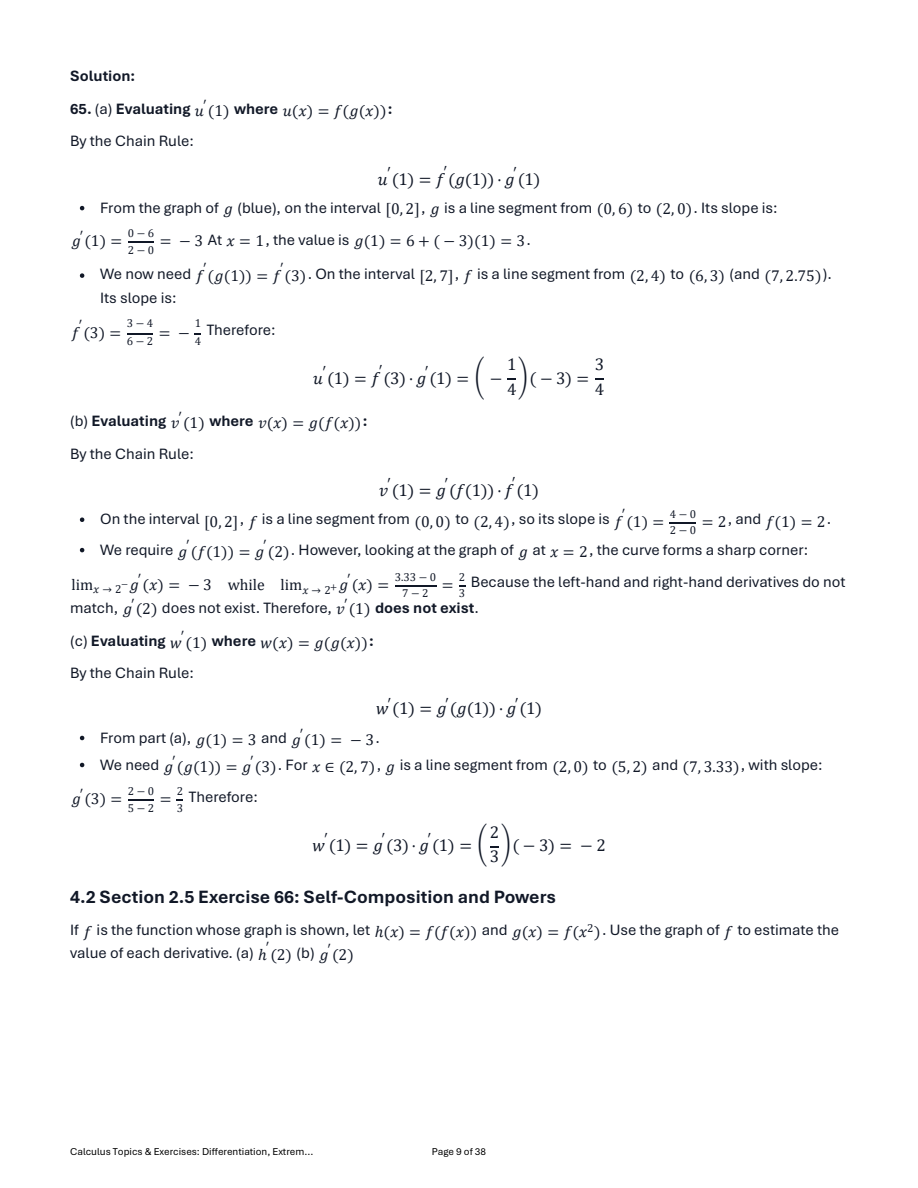 Solution:
65. (a) Evaluating u′(1) where u(x) = f(g(x)):
By the Chain Rule:
u′(1) = f′(g(1)) · g′(1)
• From the graph of g (blue), on the interval [0, 2], g is a line segment from (0, 6) to (2, 0). Its slope is:
g′(1) = \frac{0 − 6}{2 − 0} = − 3 At x = 1, the value is g(1) = 6 + ( − 3)(1) = 3.
• We now need f′(g(1)) = f′(3). On the interval [2, 7], f is a line segment from (2, 4) to (6, 3) (and (7, 2.75)).
Its slope is:
f′(3) = \frac{3 − 4}{6 − 2} = − \frac{1}{4} Therefore:
u′(1) = f′(3) · g′(1) = ( − \frac{1}{4} )( − 3) = \frac{3}{4}
(b) Evaluating v′(1) where v(x) = g(f(x)):
By the Chain Rule:
v′(1) = g′(f(1)) · f′(1)
• On the interval [0, 2], f is a line segment from (0, 0) to (2, 4), so its slope is f′(1) = \frac{4 − 0}{2 − 0} = 2, and f(1) = 2.
• We require g′(f(1)) = g′(2). However, looking at the graph of g at x = 2, the curve forms a sharp corner:
lim_{x → 2⁻} g′(x) = − 3 while lim_{x → 2⁺} g′(x) = \frac{3.33 − 0}{7 − 2} = \frac{2}{3} Because the left-hand and right-hand derivatives do not
match, g′(2) does not exist. Therefore, v′(1) does not exist.
(c) Evaluating w′(1) where w(x) = g(g(x)):
By the Chain Rule:
w′(1) = g′(g(1)) · g′(1)
• From part (a), g(1) = 3 and g′(1) = − 3.
• We need g′(g(1)) = g′(3). For x ∈ (2, 7), g is a line segment from (2, 0) to (5, 2) and (7, 3.33), with slope:
g′(3) = \frac{2 − 0}{5 − 2} = \frac{2}{3} Therefore:
w′(1) = g′(3) · g′(1) = ( \frac{2}{3} )( − 3) = − 2
4.2 Section 2.5 Exercise 66: Self-Composition and Powers
If f is the function whose graph is shown, let h(x) = f(f(x)) and g(x) = f(x²). Use the graph of f to estimate the
value of each derivative. (a) h′(2) (b) g′(2)
Calculus Topics & Exercises: Differentiation, Extrem... Page 9 of 38